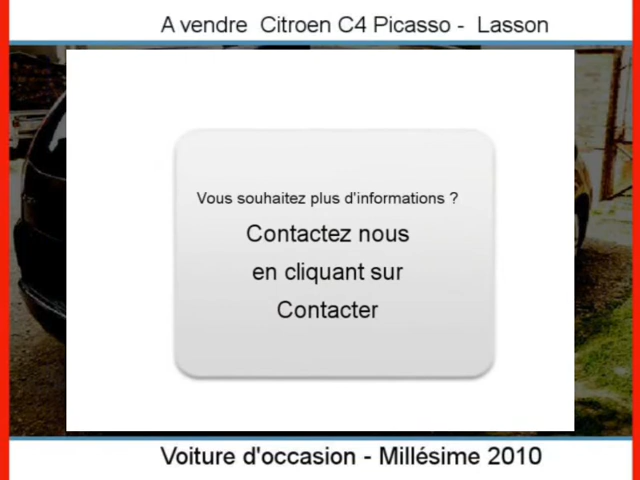 A vendre  Citroen C4 Picasso -  Lasson
Vous souhaitez plus d'informations ?
Contactez nous
en cliquant sur
Contacter
Voiture d'occasion - Millésime 2010